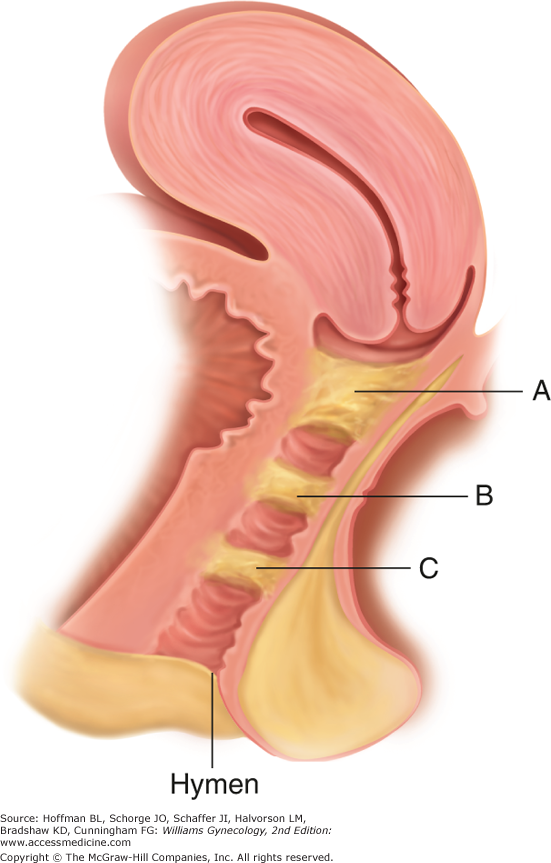 A
B
C
Hymen
Source: Hoffman BL, Schorge JO, Schaffer JI, Halvorson LM,
Bradshaw KD, Cunningham FG: Williams Gynecology, 2nd Edition:
www.accessmedicine.com
Copyright © The McGraw-Hill Companies, Inc. All rights reserved.